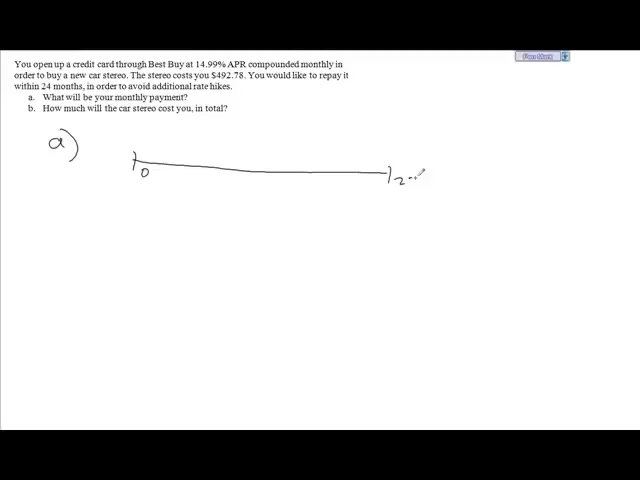 You open up a credit card through Best Buy at 14.99% APR compounded monthly in
order to buy a new car stereo. The stereo costs you $492.78. You would like to repay it
within 24 months, in order to avoid additional rate hikes.
a. What will be your monthly payment?
b. How much will the car stereo cost you, in total?
a)
0
2